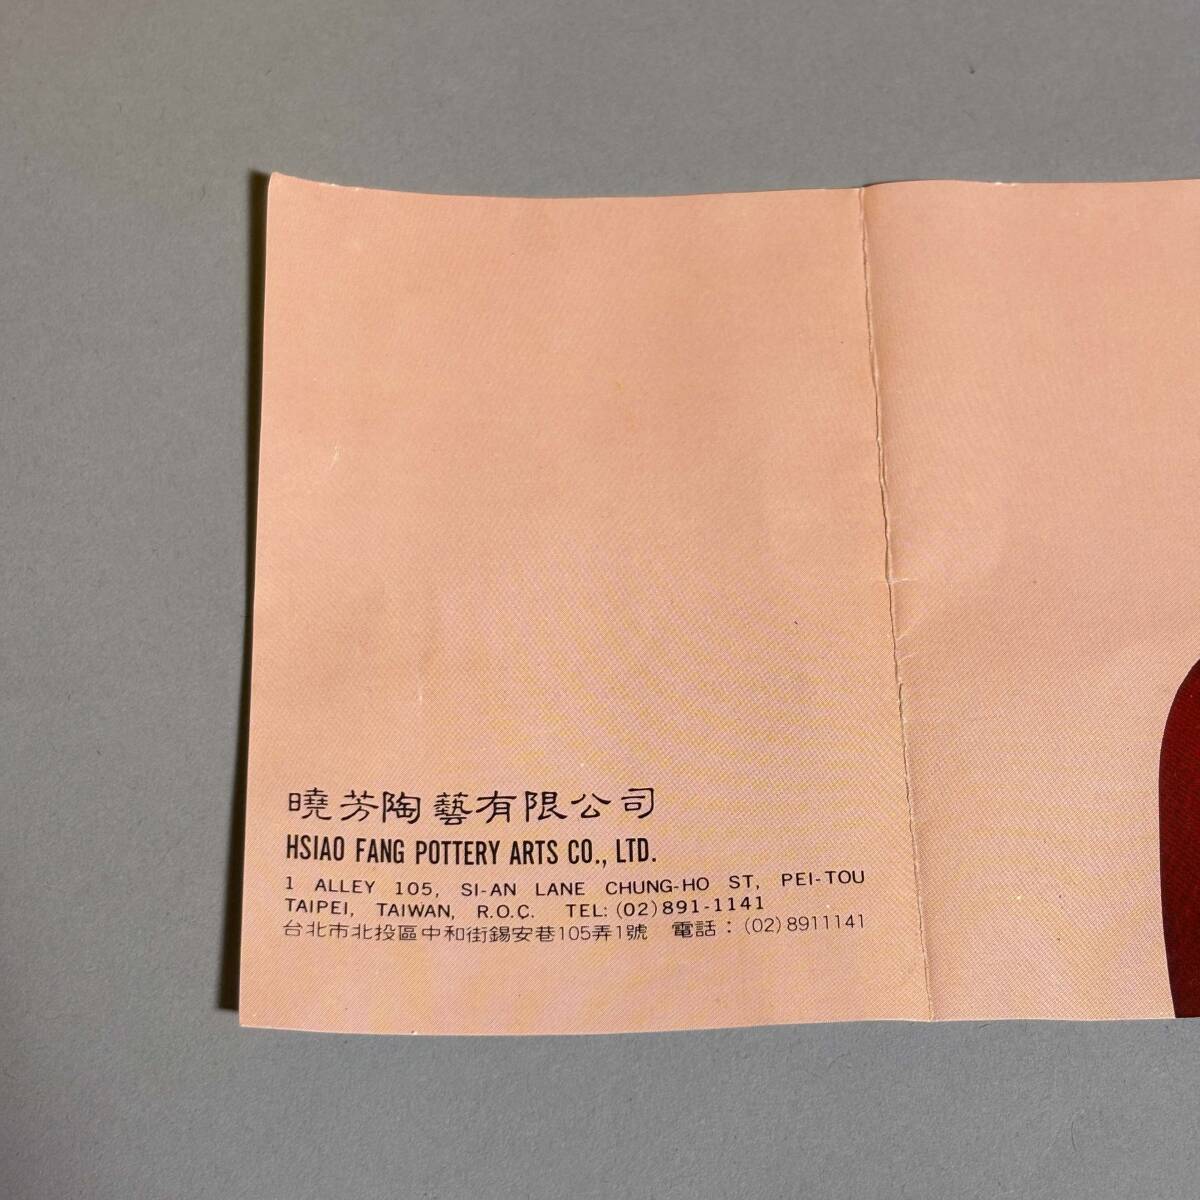 曉芳陶藝有限公司
HSIAO FANG POTTERY ARTS CO., LTD.
1 ALLEY 105, SI-AN LANE CHUNG-HO ST, PEI-TOU
TAIPEI, TAIWAN, R.O.C. TEL: (02)891-1141
台北市北投區中和街錫安巷105弄1號 電話：(02)8911141